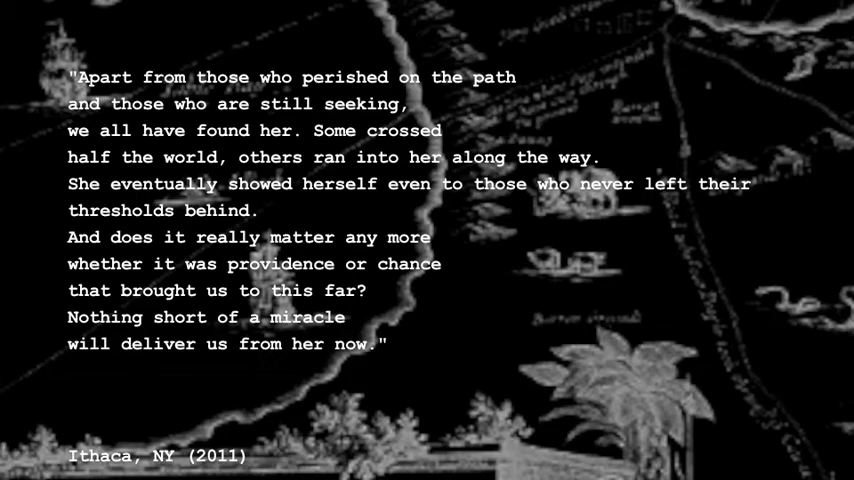 "Apart from those who perished on the path
and those who are still seeking,
we all have found her. Some crossed
half the world, others ran into her along the way.
She eventually showed herself even to those who never left their
thresholds behind.
And does it really matter any more
whether it was providence or chance
that brought us to this far?
Nothing short of a miracle
will deliver us from her now."
Ithaca, NY (2011)